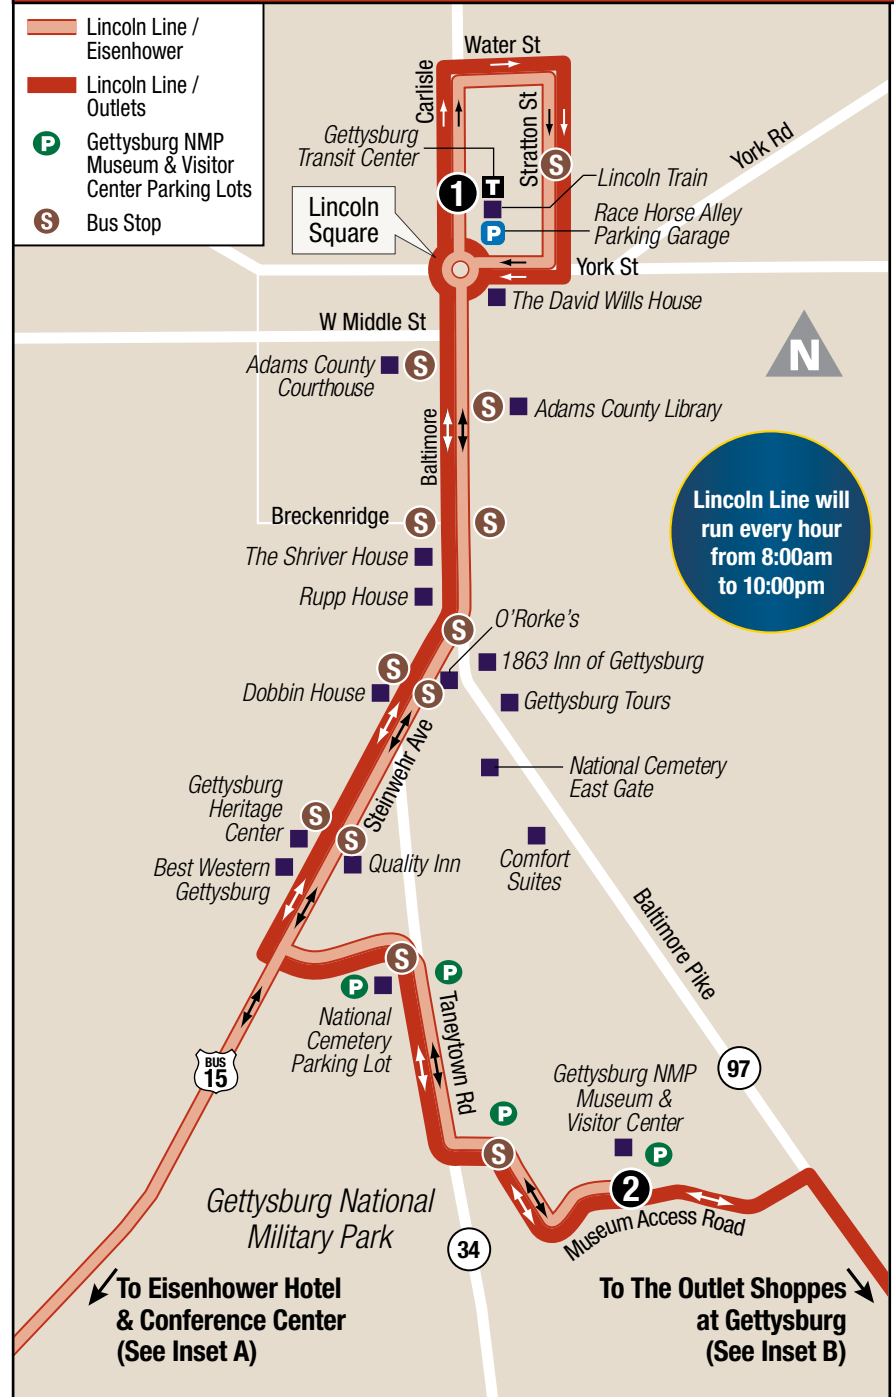 Lincoln Line /
Eisenhower
Lincoln Line /
Outlets
P
Gettysburg NMP
Museum & Visitor
Center Parking Lots
S
Bus Stop
Water St
Carlisle
Stratton St
York Rd
Gettysburg
Transit Center
S
1
T
Lincoln Train
Lincoln
Square
P
Race Horse Alley
Parking Garage
York St
The David Wills House
W Middle St
N
Adams County
Courthouse
S
S
Adams County Library
Baltimore
Lincoln Line will
run every hour
from 8:00am
to 10:00pm
Breckenridge
S
S
The Shriver House
Rupp House
O'Rorke's
S
1863 Inn of Gettysburg
S
Dobbin House
S
Gettysburg Tours
Steinwehr Ave
National Cemetery
East Gate
Gettysburg
Heritage
Center
S
S
Best Western
Gettysburg
Quality Inn
Comfort
Suites
Baltimore Pike
S
P
P
National
Cemetery
Parking Lot
Taneytown Rd
BUS
15
97
Gettysburg NMP
Museum &
Visitor Center
P
S
P
2
Museum Access Road
Gettysburg National
Military Park
34
To Eisenhower Hotel
& Conference Center
(See Inset A)
To The Outlet Shoppes
at Gettysburg
(See Inset B)